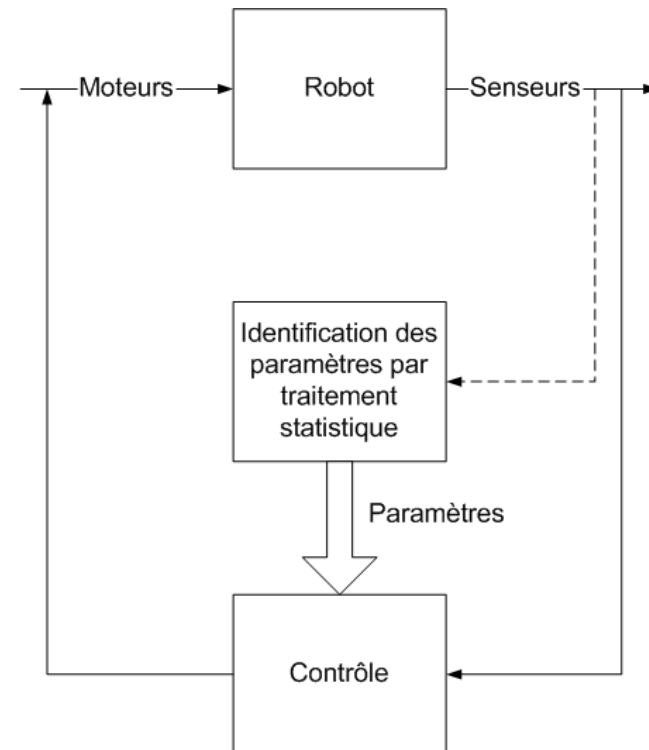 Moteurs
Robot
Senseurs
Identification des
paramètres par
traitement
statistique
Paramètres
Contrôle